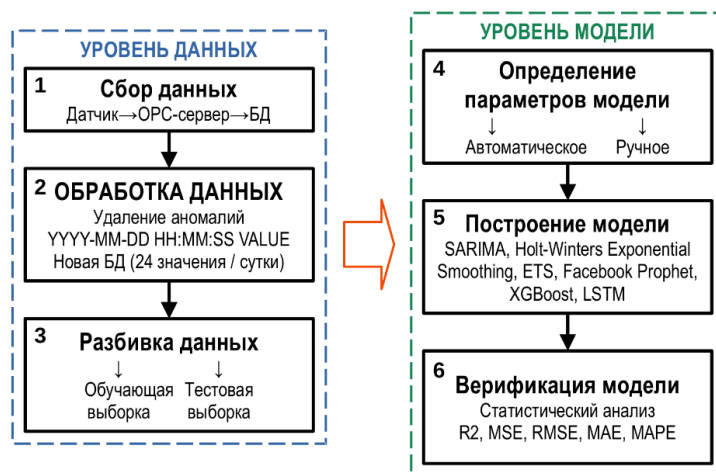 УРОВЕНЬ ДАННЫХ
1
Сбор данных
Датчик→OPC-сервер→БД
2
ОБРАБОТКА ДАННЫХ
Удаление аномалий
YYYY-MM-DD HH:MM:SS VALUE
Новая БД (24 значения / сутки)
3
Разбивка данных
↓ ↓
Обучающая Тестовая
выборка выборка
УРОВЕНЬ МОДЕЛИ
4
Определение
параметров модели
↓ ↓
Автоматическое Ручное
5
Построение модели
SARIMA, Holt-Winters Exponential
Smoothing, ETS, Facebook Prophet,
XGBoost, LSTM
6
Верификация модели
Статистический анализ
R2, MSE, RMSE, MAE, MAPE